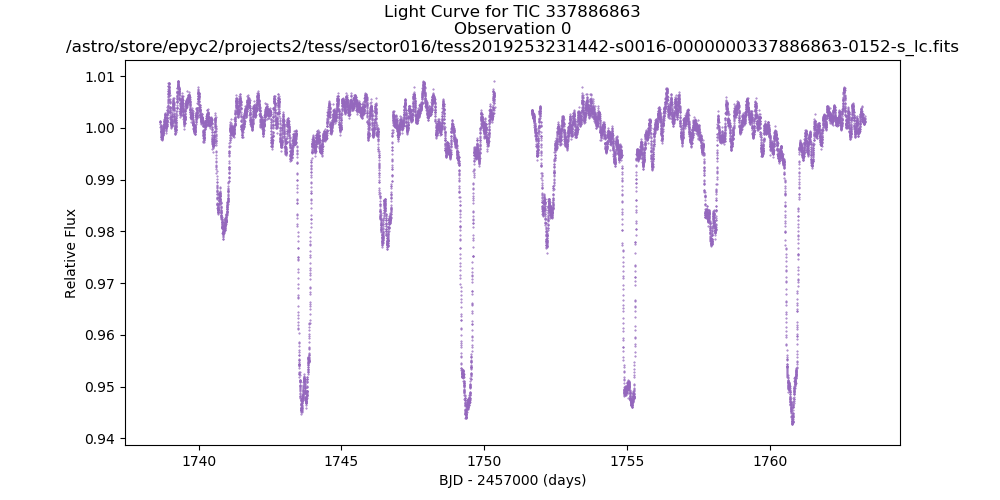 Light Curve for TIC 337886863
Observation 0
/astro/store/epyc2/projects2/tess/sector016/tess2019253231442-s0016-0000000337886863-0152-s_lc.fits
1.01
1.00
0.99
0.98
0.97
0.96
0.95
0.94
Relative Flux
1740
1745
1750
1755
1760
BJD - 2457000 (days)